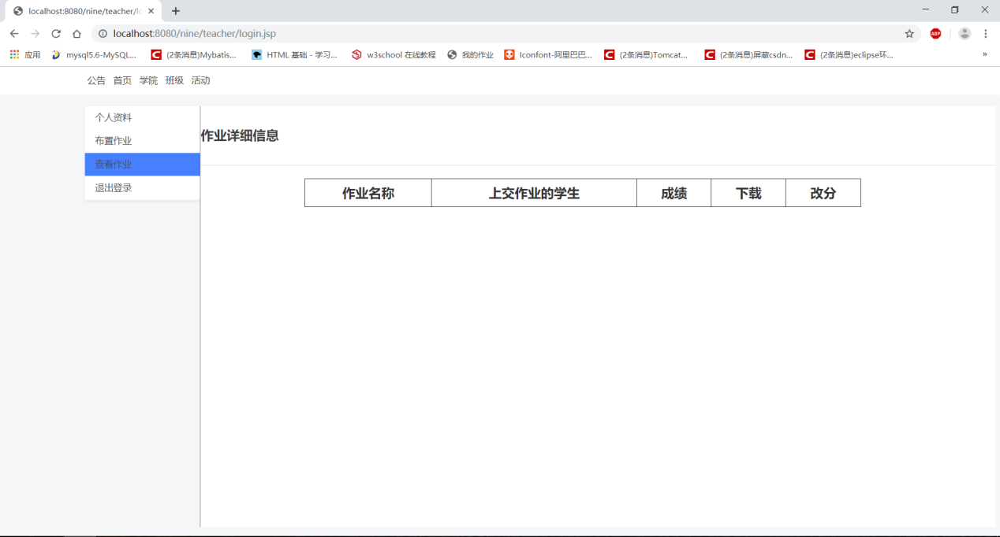 localhost:8080/nine/teacher/lo
localhost:8080/nine/teacher/login.jsp
ABP
应用 mysql5.6-MySQL... (2条消息)Mybatis... HTML 基础 - 学习... w3school 在线教程 我的作业 Iconfont-阿里巴巴... (2条消息)Tomcat... (2条消息)屏蔽csdn... (2条消息)eclipse环... »
公告 首页 学院 班级 活动
个人资料
布置作业
查看作业
退出登录
作业详细信息
作业名称 上交作业的学生 成绩 下载 改分